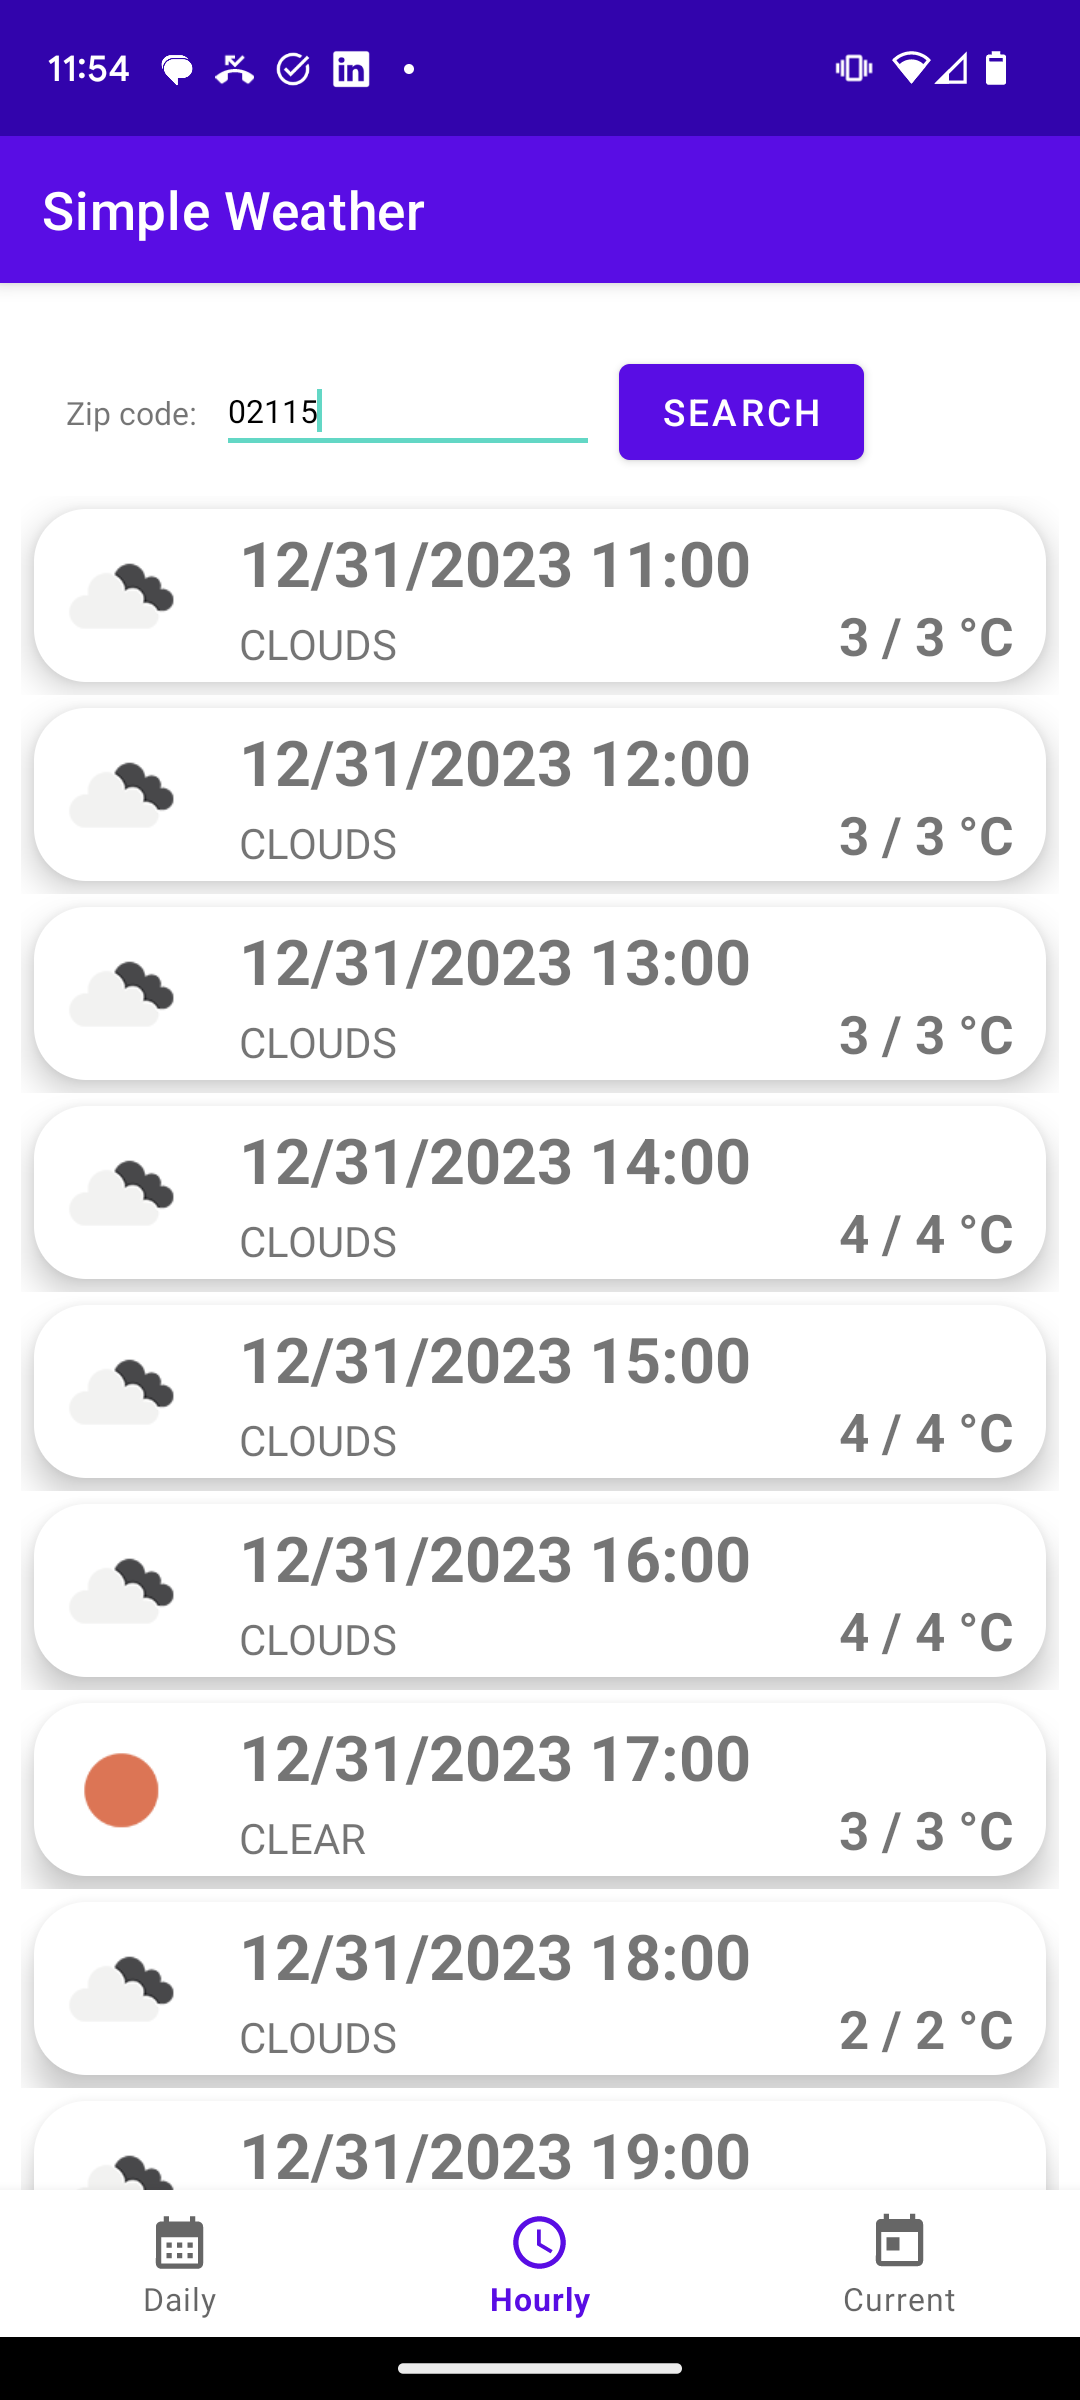 11:54
Simple Weather
Zip code: 02115 SEARCH
12/31/2023 11:00
CLOUDS 3 / 3 °C
12/31/2023 12:00
CLOUDS 3 / 3 °C
12/31/2023 13:00
CLOUDS 3 / 3 °C
12/31/2023 14:00
CLOUDS 4 / 4 °C
12/31/2023 15:00
CLOUDS 4 / 4 °C
12/31/2023 16:00
CLOUDS 4 / 4 °C
12/31/2023 17:00
CLEAR 3 / 3 °C
12/31/2023 18:00
CLOUDS 2 / 2 °C
12/31/2023 19:00
Daily Hourly Current